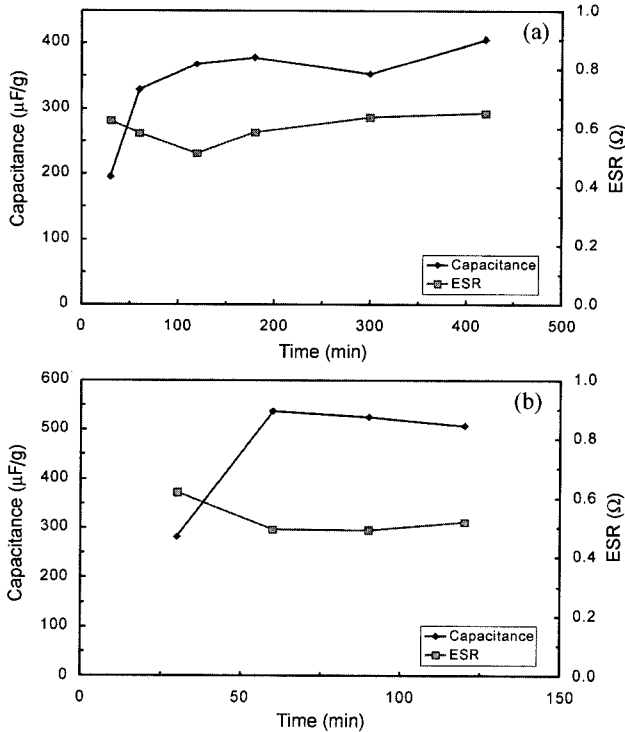 (a)
Capacitance (µF/g)
400
300
200
100
0
1.0
0.8
0.6
0.4
0.2
0.0
ESR (Ω)
Capacitance
ESR
0 100 200 300 400 500
Time (min)
(b)
Capacitance (µF/g)
600
500
400
300
200
100
0
1.0
0.8
0.6
0.4
0.2
0.0
ESR (Ω)
Capacitance
ESR
0 50 100 150
Time (min)